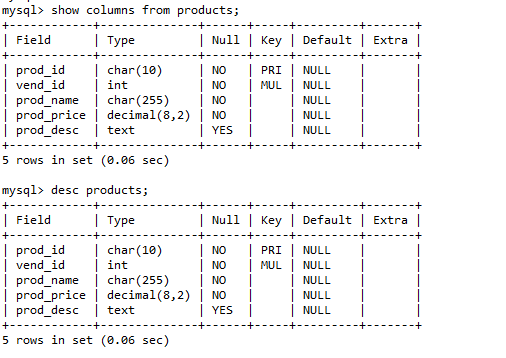 mysql> show columns from products;
+------------+--------------+------+-----+---------+-------+
| Field      | Type         | Null | Key | Default | Extra |
+------------+--------------+------+-----+---------+-------+
| prod_id    | char(10)     | NO   | PRI | NULL    |       |
| vend_id    | int          | NO   | MUL | NULL    |       |
| prod_name  | char(255)    | NO   |     | NULL    |       |
| prod_price | decimal(8,2) | NO   |     | NULL    |       |
| prod_desc  | text         | YES  |     | NULL    |       |
+------------+--------------+------+-----+---------+-------+
5 rows in set (0.06 sec)
mysql> desc products;
+------------+--------------+------+-----+---------+-------+
| Field      | Type         | Null | Key | Default | Extra |
+------------+--------------+------+-----+---------+-------+
| prod_id    | char(10)     | NO   | PRI | NULL    |       |
| vend_id    | int          | NO   | MUL | NULL    |       |
| prod_name  | char(255)    | NO   |     | NULL    |       |
| prod_price | decimal(8,2) | NO   |     | NULL    |       |
| prod_desc  | text         | YES  |     | NULL    |       |
+------------+--------------+------+-----+---------+-------+
5 rows in set (0.06 sec)